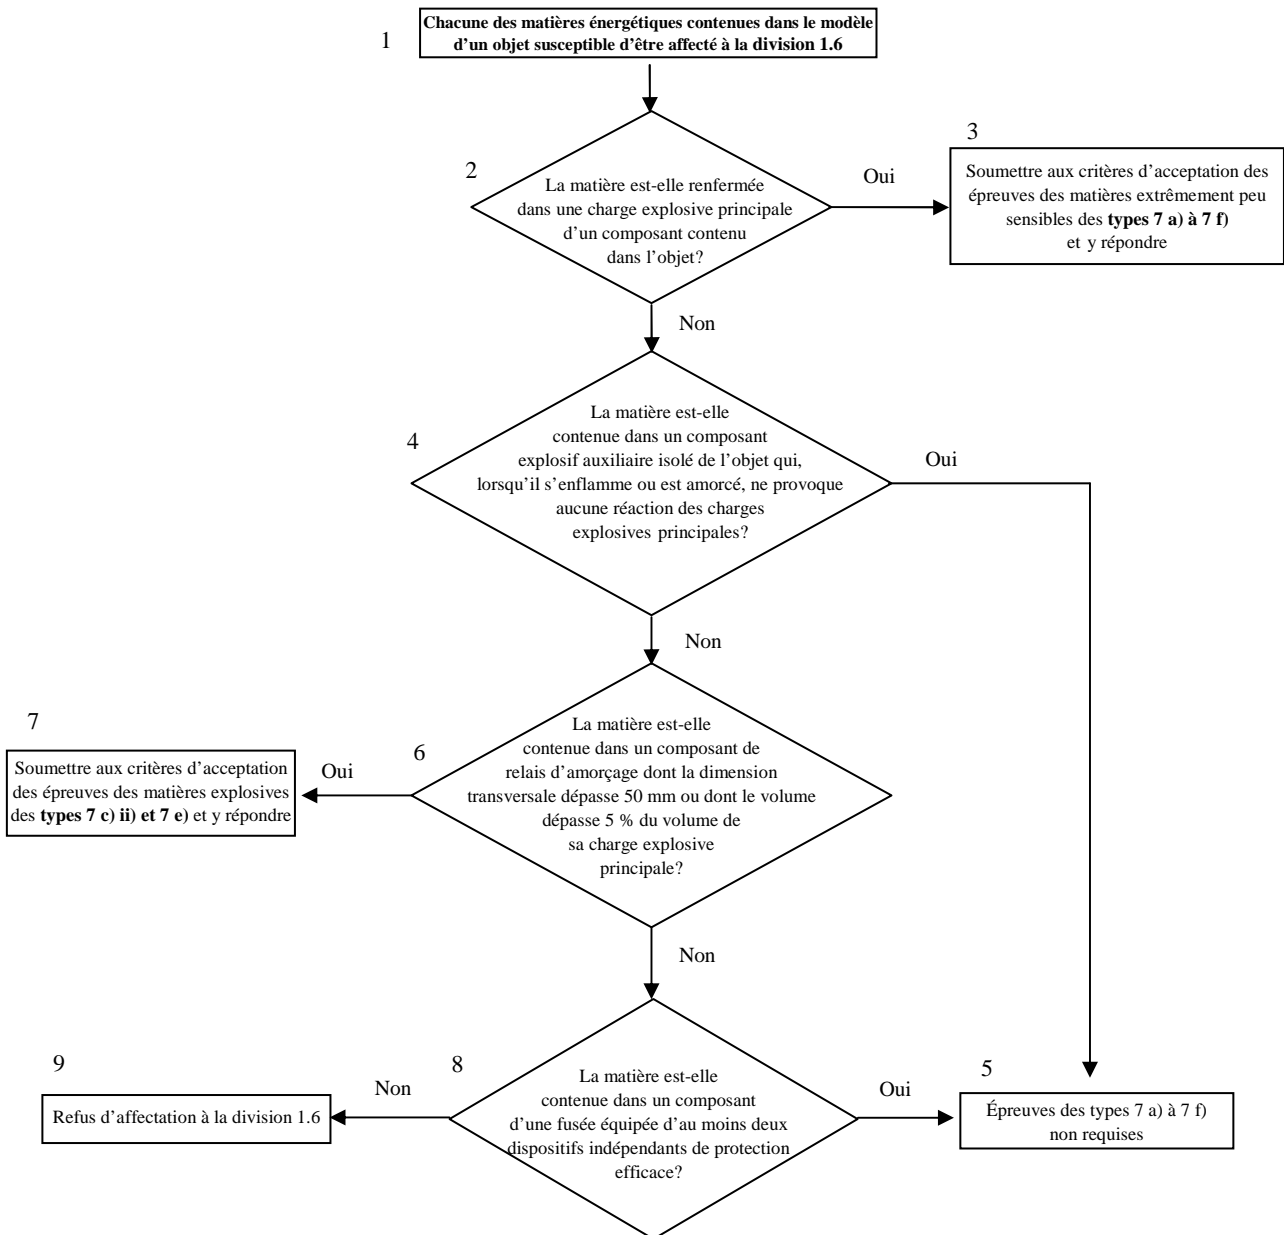 1
Chacune des matières énergétiques contenues dans le modèle
d'un objet susceptible d'être affecté à la division 1.6
2
La matière est-elle renfermée
dans une charge explosive principale
d'un composant contenu
dans l'objet?
Oui
3
Soumettre aux critères d'acceptation des
épreuves des matières extrêmement peu
sensibles des types 7 a) à 7 f)
et y répondre
Non
4
La matière est-elle
contenue dans un composant
explosif auxiliaire isolé de l'objet qui,
lorsqu'il s'enflamme ou est amorcé, ne provoque
aucune réaction des charges
explosives principales?
Oui
Non
6
La matière est-elle
contenue dans un composant de
relais d'amorçage dont la dimension
transversale dépasse 50 mm ou dont le volume
dépasse 5 % du volume de
sa charge explosive
principale?
Oui
7
Soumettre aux critères d'acceptation
des épreuves des matières explosives
des types 7 c) ii) et 7 e) et y répondre
Non
8
La matière est-elle
contenue dans un composant
d'une fusée équipée d'au moins deux
dispositifs indépendants de protection
efficace?
Non
9
Refus d'affectation à la division 1.6
Oui
5
Épreuves des types 7 a) à 7 f)
non requises